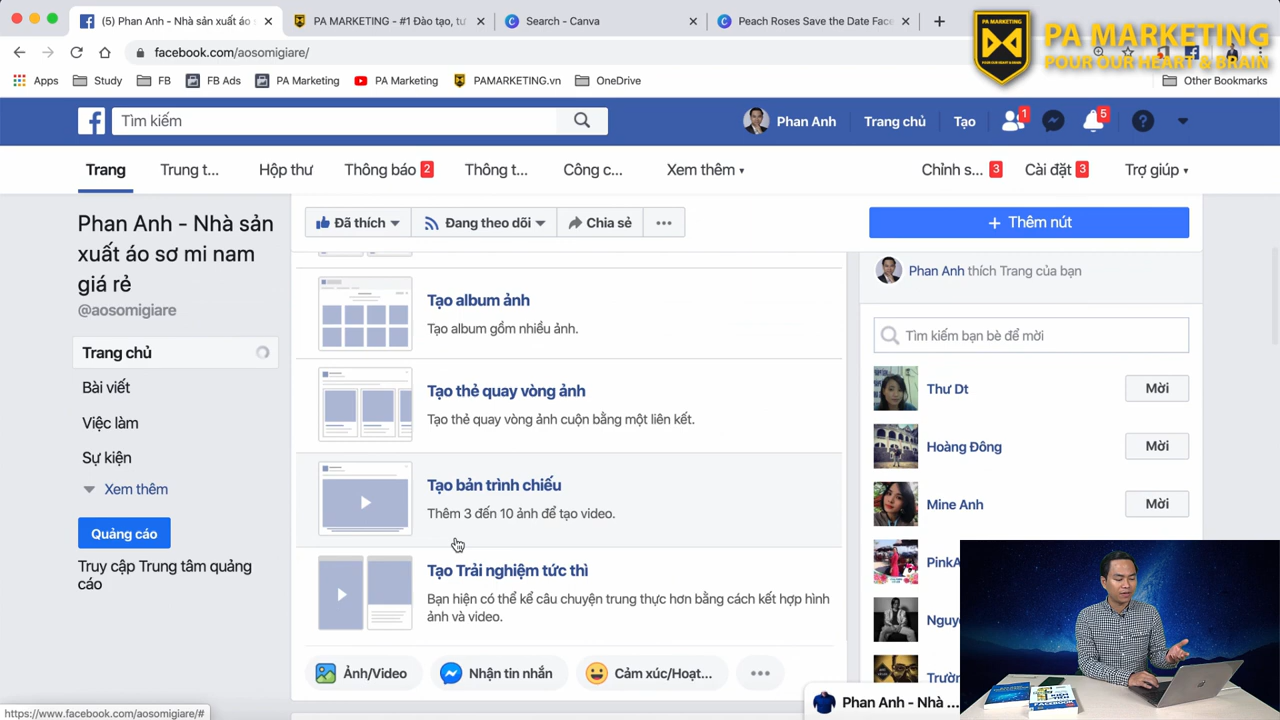 (5) Phan Anh - Nhà sản xuất áo s
PA MARKETING - #1 Đào tạo, tư
Search - Canva
Peach Roses Save the Date Face
PA MARKETING
POUR OUR HEART & BRAIN
facebook.com/aosomigiare/
Apps
Study
FB
FB Ads
PA Marketing
PA Marketing
PAMARKETING.vn
OneDrive
Other Bookmarks
Tìm kiếm
Phan Anh
Trang chủ
Tạo
1
5
Trang
Trung t...
Hộp thư
Thông báo 2
Thông t...
Công c...
Xem thêm
Chỉnh s... 3
Cài đặt 3
Trợ giúp
Phan Anh - Nhà sản
xuất áo sơ mi nam
giá rẻ
@aosomigiare
Trang chủ
Bài viết
Việc làm
Sự kiện
Xem thêm
Quảng cáo
Truy cập Trung tâm quảng
cáo
Đã thích
Đang theo dõi
Chia sẻ
...
+ Thêm nút
Tạo album ảnh
Tạo album gồm nhiều ảnh.
Tạo thẻ quay vòng ảnh
Tạo thẻ quay vòng ảnh cuộn bằng một liên kết.
Tạo bản trình chiếu
Thêm 3 đến 10 ảnh để tạo video.
Tạo Trải nghiệm tức thì
Bạn hiện có thể kể câu chuyện trung thực hơn bằng cách kết hợp hình
ảnh và video.
Ảnh/Video
Nhận tin nhắn
Cảm xúc/Hoạt...
...
Phan Anh thích Trang của bạn
Tìm kiếm bạn bè để mời
Thư Dt
Mời
Hoàng Đông
Mời
Mine Anh
Mời
PinkA
Nguy
Trườn
Phan Anh - Nhà ...
https://www.facebook.com/aosomigiare/#